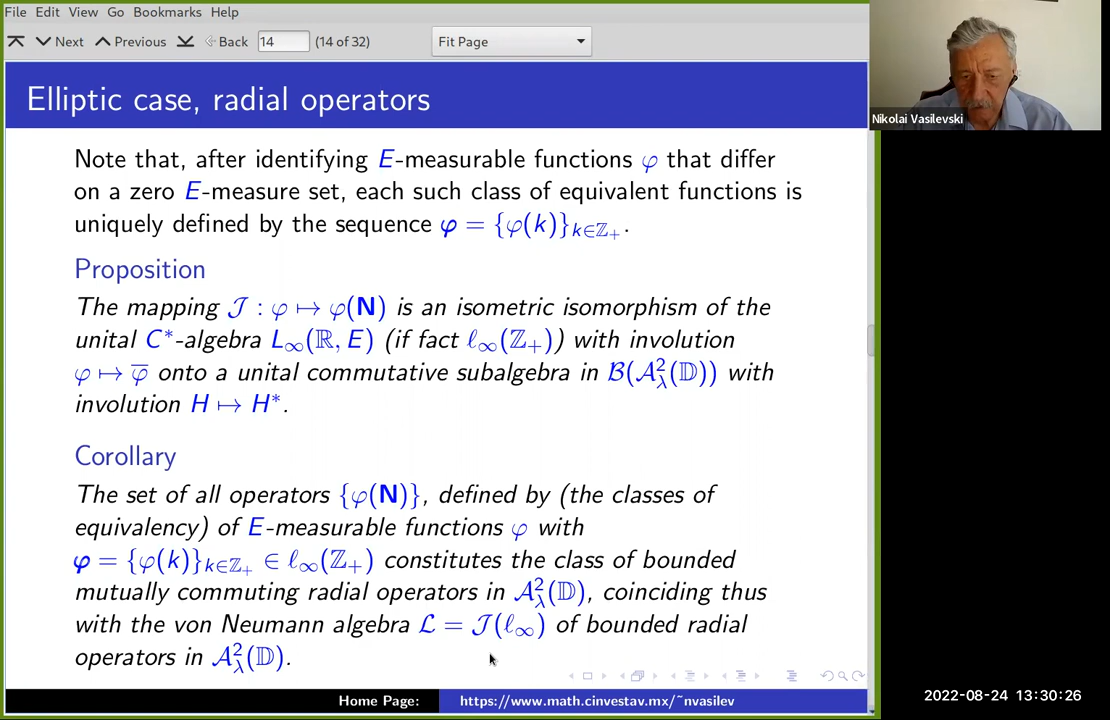 File Edit View Go Bookmarks Help
Next Previous Back 14 (14 of 32) Fit Page
Elliptic case, radial operators
Note that, after identifying E-measurable functions φ that differ
on a zero E-measure set, each such class of equivalent functions is
uniquely defined by the sequence φ = {φ(k)}_{k∈ℤ₊}.
Proposition
The mapping 𝒥 : φ ↦ φ(N) is an isometric isomorphism of the
unital C*-algebra L∞(ℝ, E) (if fact ℓ∞(ℤ₊)) with involution
φ ↦ φ̅ onto a unital commutative subalgebra in ℬ(𝒜²_λ(𝔻)) with
involution H ↦ H*.
Corollary
The set of all operators {φ(N)}, defined by (the classes of
equivalency) of E-measurable functions φ with
φ = {φ(k)}_{k∈ℤ₊} ∈ ℓ∞(ℤ₊) constitutes the class of bounded
mutually commuting radial operators in 𝒜²_λ(𝔻), coinciding thus
with the von Neumann algebra ℒ = 𝒥(ℓ∞) of bounded radial
operators in 𝒜²_λ(𝔻).
Home Page: https://www.math.cinvestav.mx/~nvasilev
Nikolai Vasilevski
2022-08-24 13:30:26